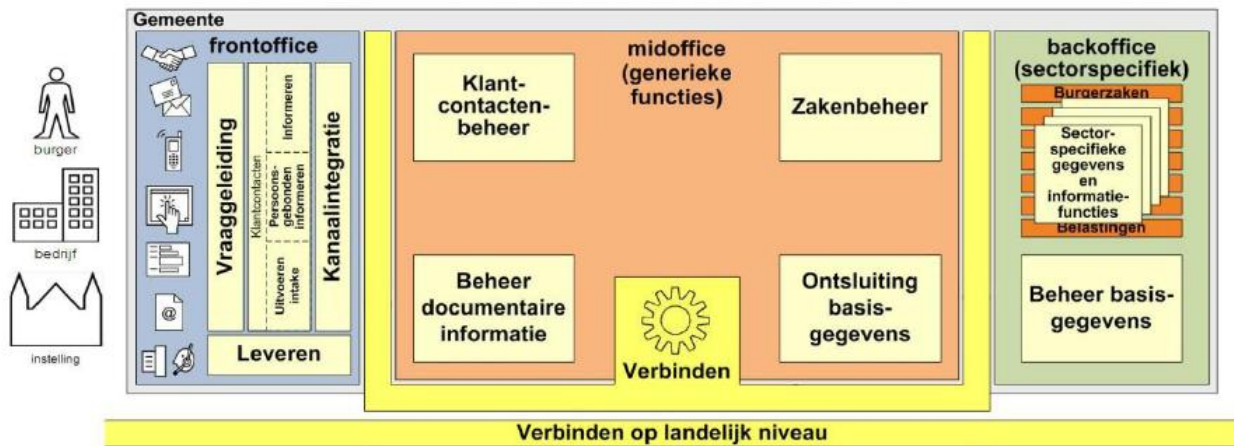 Gemeente
burger
bedrijf
instelling
frontoffice
@
Vraaggeleiding
Klantcontacten
Informeren
Persoons-
gebonden
informeren
Uitvoeren
intake
Kanaalintegratie
Leveren
midoffice
(generieke
functies)
Klant-
contacten-
beheer
Zakenbeheer
Beheer
documentaire
informatie
Ontsluiting
basis-
gegevens
Verbinden
backoffice
(sectorspecifiek)
Burgerzaken
Sector-
specifieke
gegevens
en
informatie-
functies
Belastingen
Beheer basis-
gegevens
Verbinden op landelijk niveau